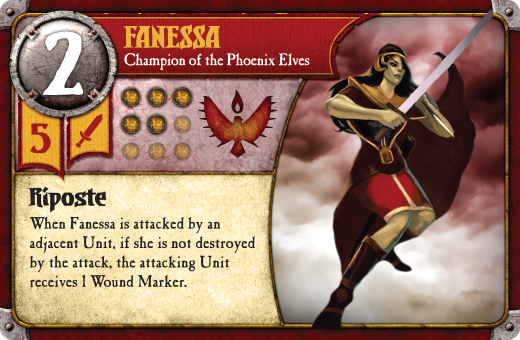 2
FANESSA
Champion of the Phoenix Elves
5
Riposte
When Fanessa is attacked by an
adjacent Unit, if she is not destroyed
by the attack, the attacking Unit
receives 1 Wound Marker.